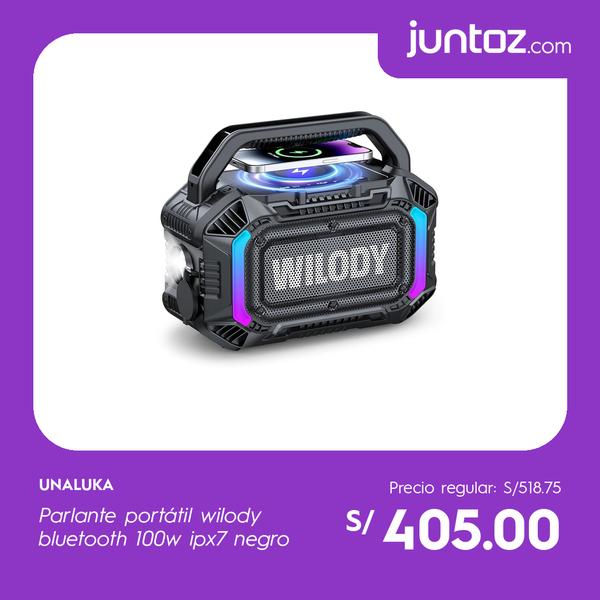 juntoz.com
WILODY
UNALUKA
Parlante portátil wilody
bluetooth 100w ipx7 negro
Precio regular: S/518.75
S/ 405.00